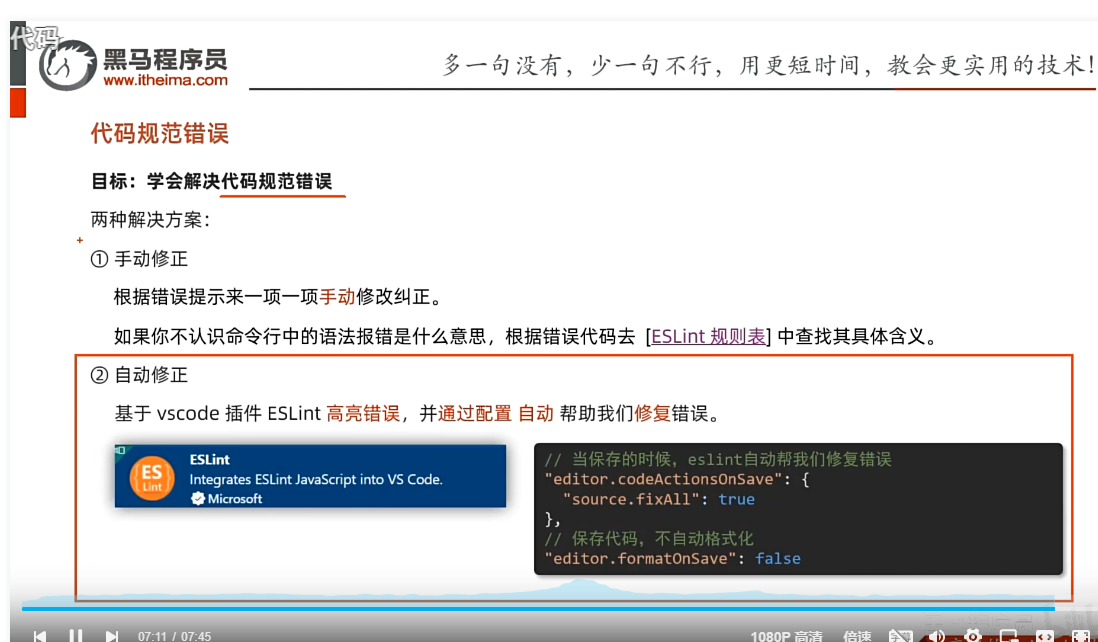 代码
黑马程序员
www.itheima.com
多一句没有，少一句不行，用更短时间，教会更实用的技术！
代码规范错误
目标：学会解决代码规范错误
两种解决方案：
① 手动修正
根据错误提示来一项一项手动修改纠正。
如果你不认识命令行中的语法报错是什么意思，根据错误代码去 [ESLint 规则表] 中查找其具体含义。
② 自动修正
基于 vscode 插件 ESLint 高亮错误，并通过配置 自动 帮助我们修复错误。
ES
Lint
ESLint
Integrates ESLint JavaScript into VS Code.
Microsoft
// 当保存的时候，eslint自动帮我们修复错误
"editor.codeActionsOnSave": {
"source.fixAll": true
},
// 保存代码，不自动格式化
"editor.formatOnSave": false
07:11 / 07:45
1080P 高清
倍速